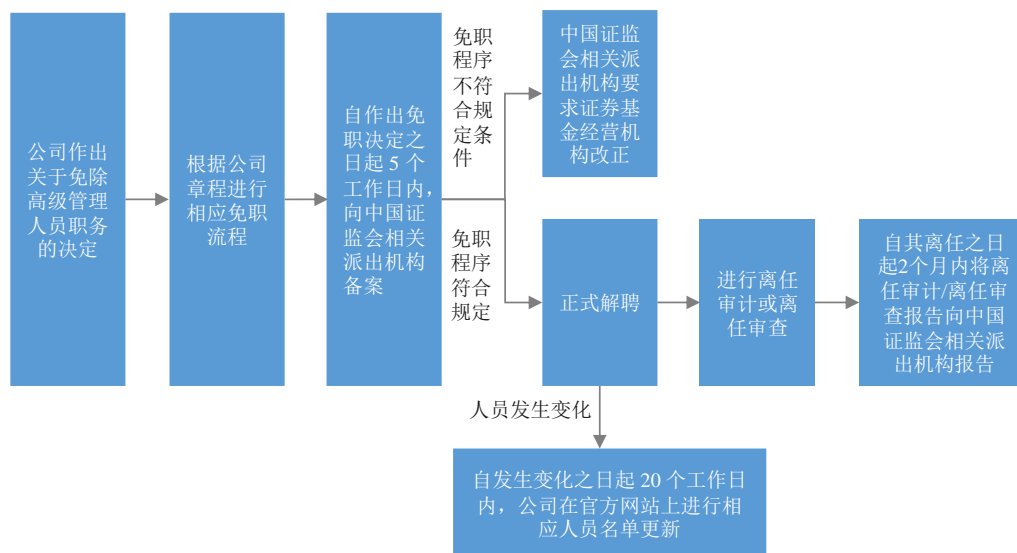 公司作出
关于免除
高级管理
人员职务
的决定
根据公司
章程进行
相应免职
流程
自作出免
职决定之
日起 5 个
工作日内，
向中国证
监会相关
派出机构
备案
免职
程序
不符
合规
定条
件
中国证监
会相关派
出机构要
求证券基
金经营机
构改正
免职
程序
符合
规定
正式解聘
进行离任
审计或离
任审查
自其离任之日
起2个月内将离
任审计/离任审
查报告向中国
证监会相关派
出机构报告
人员发生变化
自发生变化之日起 20 个工作日
内，公司在官方网站上进行相
应人员名单更新